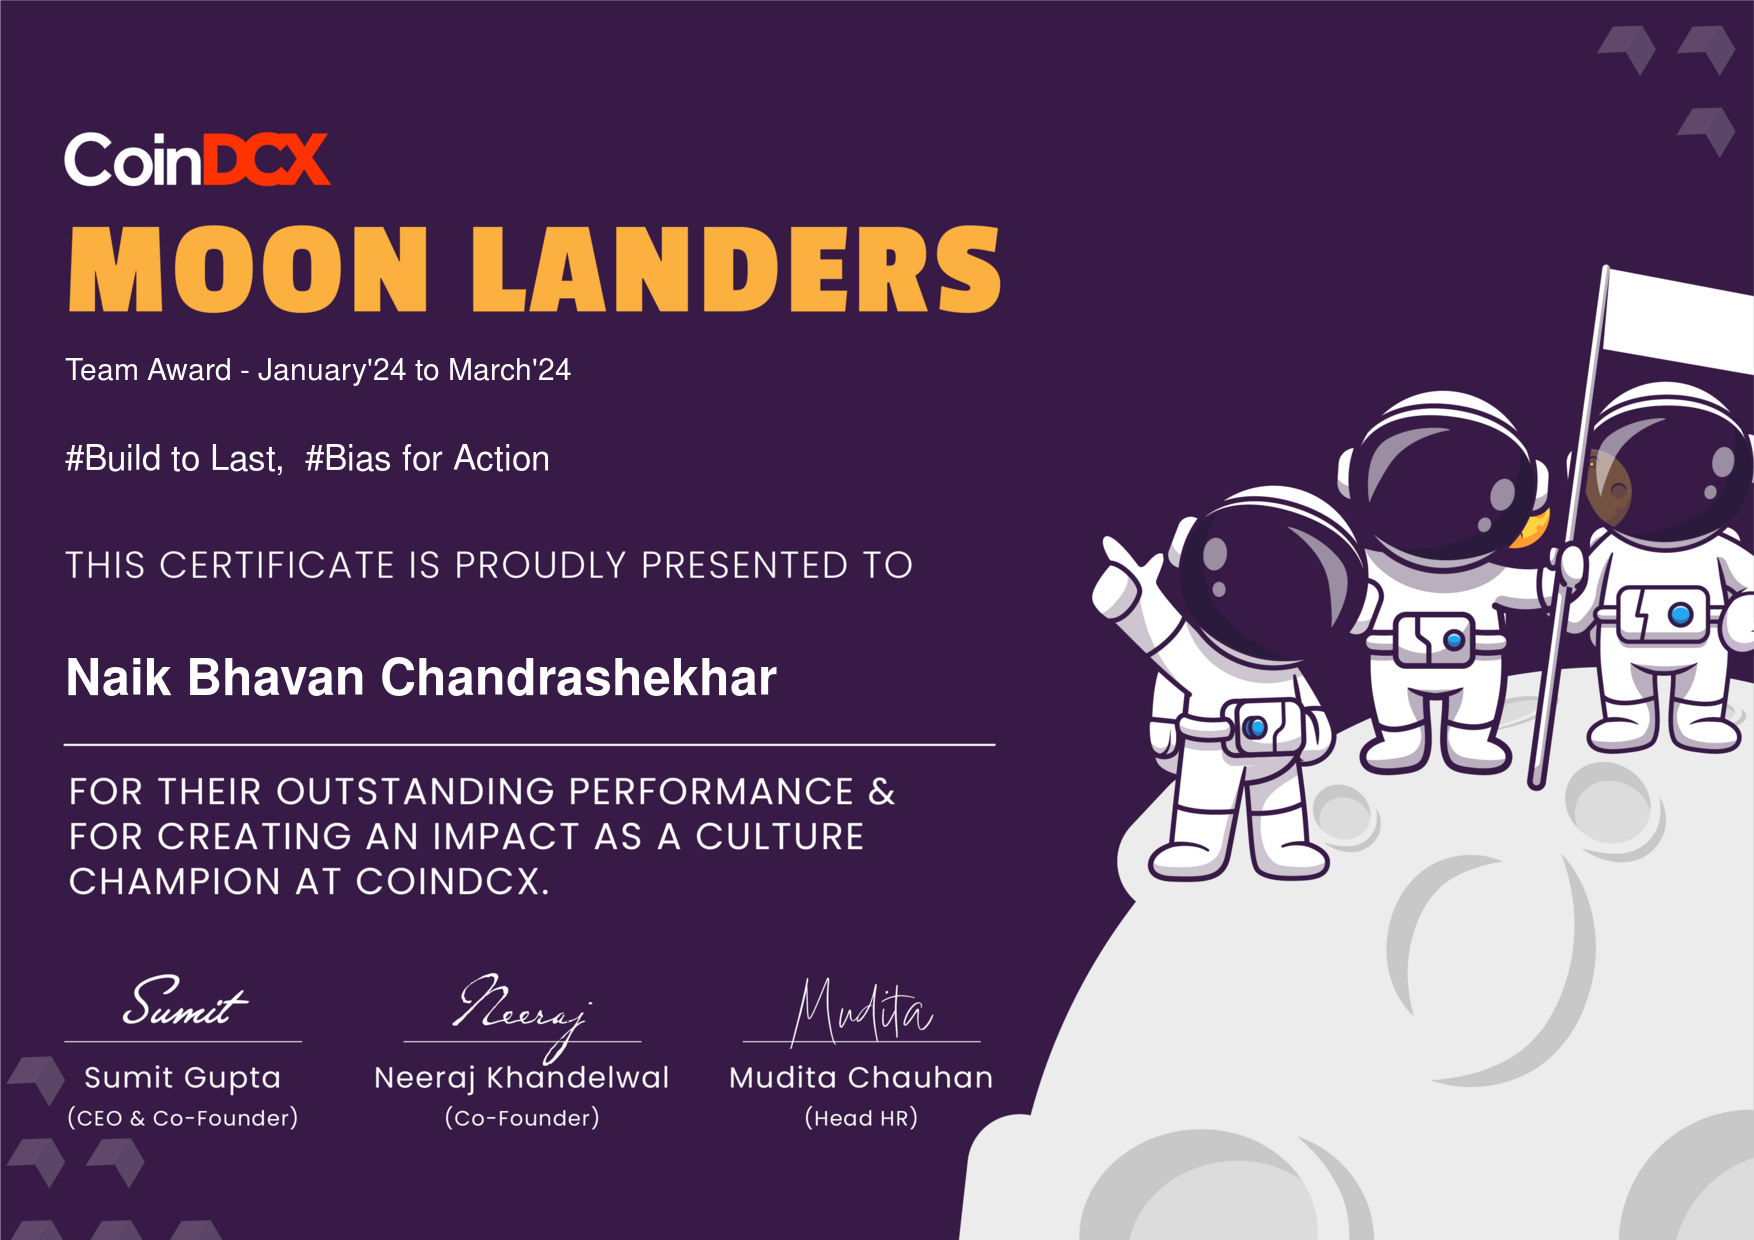 CoinDCX
MOON LANDERS
Team Award - January'24 to March'24
#Build to Last,  #Bias for Action
THIS CERTIFICATE IS PROUDLY PRESENTED TO
Naik Bhavan Chandrashekhar
FOR THEIR OUTSTANDING PERFORMANCE &
FOR CREATING AN IMPACT AS A CULTURE
CHAMPION AT COINDCX.
Sumit Neeraj Mudita
Sumit Gupta Neeraj Khandelwal Mudita Chauhan
(CEO & Co-Founder) (Co-Founder) (Head HR)